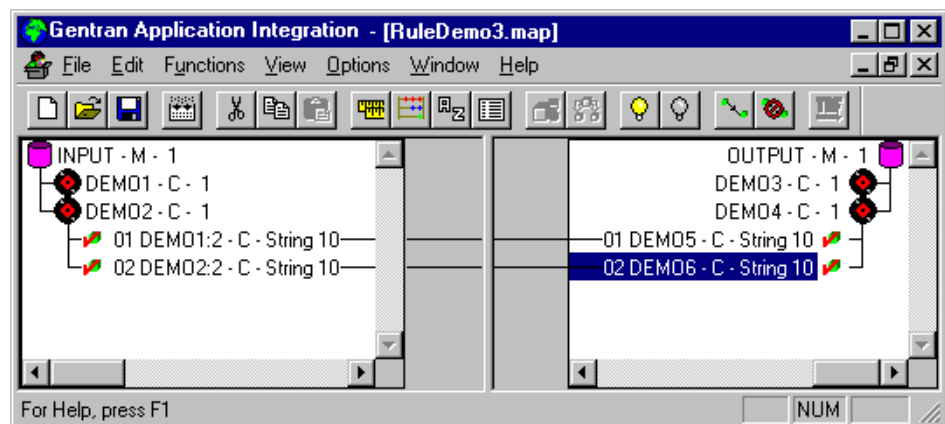 Gentran Application Integration - [RuleDemo3.map]
File Edit Functions View Options Window Help
INPUT - M - 1
DEMO1 - C - 1
DEMO2 - C - 1
01 DEMO1:2 - C - String 10
02 DEMO2:2 - C - String 10
OUTPUT - M - 1
DEMO3 - C - 1
DEMO4 - C - 1
01 DEMO5 - C - String 10
02 DEMO6 - C - String 10
For Help, press F1
NUM